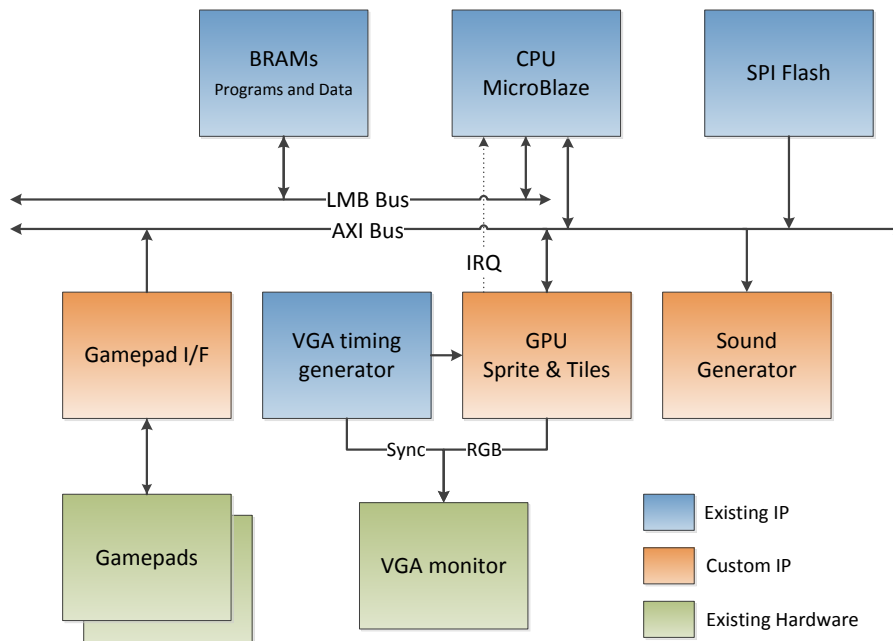 BRAMs
Programs and Data
CPU
MicroBlaze
SPI Flash
LMB Bus
AXI Bus
IRQ
Gamepad I/F
VGA timing
generator
GPU
Sprite & Tiles
Sound
Generator
Sync
RGB
Gamepads
VGA monitor
Existing IP
Custom IP
Existing Hardware